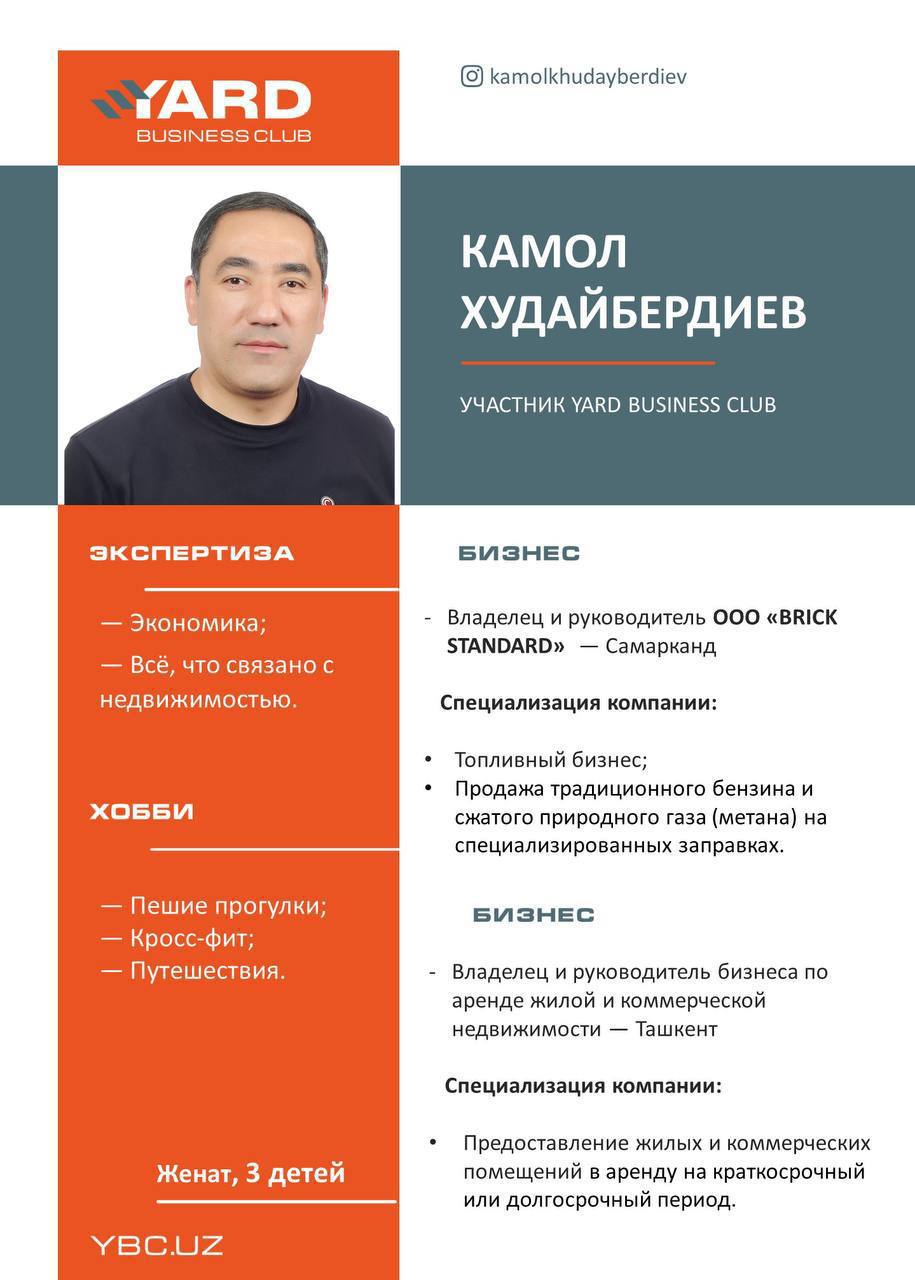 YARD
BUSINESS CLUB
kamolkhudayberdiev
КАМОЛ
ХУДАЙБЕРДИЕВ
УЧАСТНИК YARD BUSINESS CLUB
ЭКСПЕРТИЗА
— Экономика;
— Всё, что связано с
недвижимостью.
ХОББИ
— Пешие прогулки;
— Кросс-фит;
— Путешествия.
Женат, 3 детей
YBC.UZ
БИЗНЕС
- Владелец и руководитель ООО «BRICK
STANDARD» — Самарканд
Специализация компании:
• Топливный бизнес;
• Продажа традиционного бензина и
сжатого природного газа (метана) на
специализированных заправках.
БИЗНЕС
- Владелец и руководитель бизнеса по
аренде жилой и коммерческой
недвижимости — Ташкент
Специализация компании:
• Предоставление жилых и коммерческих
помещений в аренду на краткосрочный
или долгосрочный период.